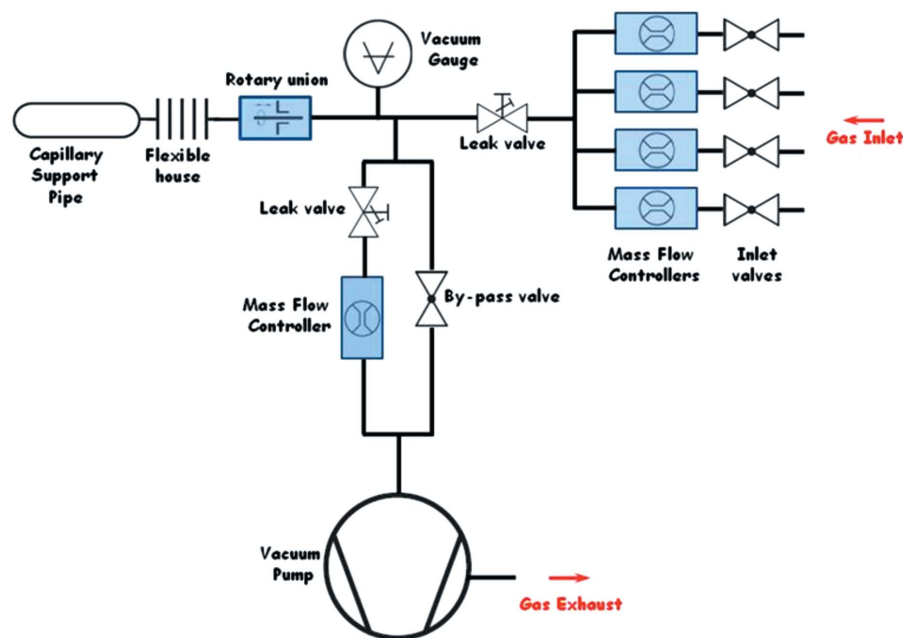 Vacuum
Gauge
Rotary union
Capillary
Support
Pipe
Flexible
house
Leak valve
Gas Inlet
Leak valve
Mass Flow
Controllers
Inlet
valves
Mass Flow
Controller
By-pass valve
Vacuum
Pump
Gas Exhaust